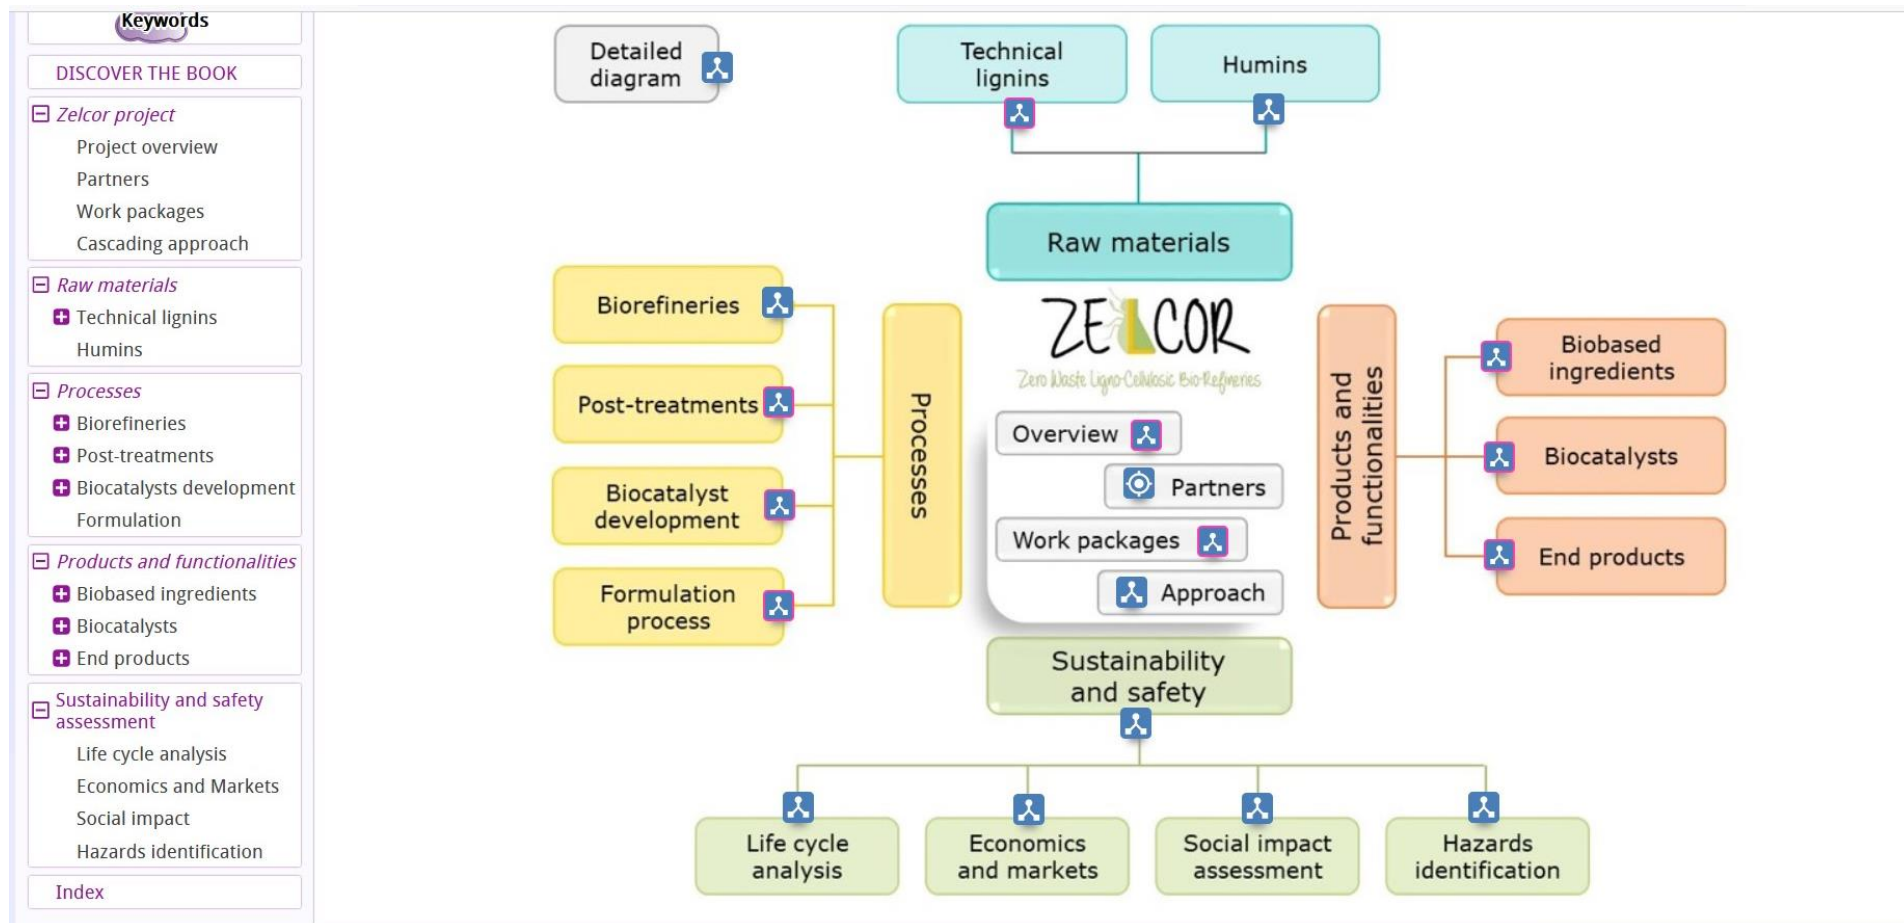 Keywords
DISCOVER THE BOOK
Zelcor project
Project overview
Partners
Work packages
Cascading approach
Raw materials
Technical lignins
Humins
Processes
Biorefineries
Post-treatments
Biocatalysts development
Formulation
Products and functionalities
Biobased ingredients
Biocatalysts
End products
Sustainability and safety
assessment
Life cycle analysis
Economics and Markets
Social impact
Hazards identification
Index
Detailed
diagram
Technical
lignins
Humins
Raw materials
Biorefineries
Post-treatments
Biocatalyst
development
Formulation
process
Processes
ZELCOR
Zero Waste Ligno-Cellulosic Bio-Refineries
Overview
Partners
Work packages
Approach
Products and
functionalities
Biobased
ingredients
Biocatalysts
End products
Sustainability
and safety
Life cycle
analysis
Economics
and markets
Social impact
assessment
Hazards
identification